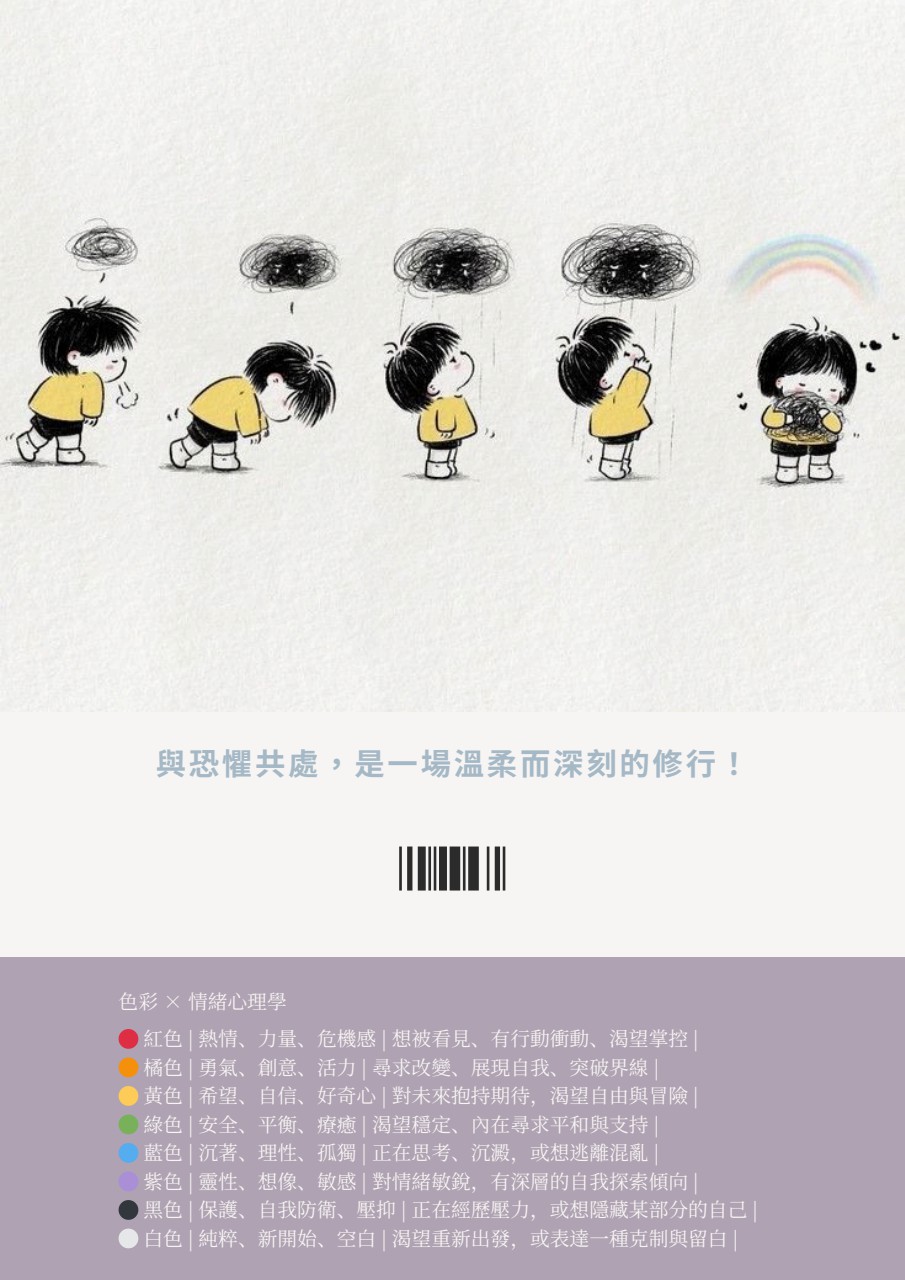 與恐懼共處，是一場溫柔而深刻的修行！
色彩 × 情緒心理學
紅色 | 熱情、力量、危機感 | 想被看見、有行動衝動、渴望掌控 |
橘色 | 勇氣、創意、活力 | 尋求改變、展現自我、突破界線 |
黃色 | 希望、自信、好奇心 | 對未來抱持期待，渴望自由與冒險 |
綠色 | 安全、平衡、療癒 | 渴望穩定、內在尋求平和與支持 |
藍色 | 沉著、理性、孤獨 | 正在思考、沉澱，或想逃離混亂 |
紫色 | 靈性、想像、敏感 | 對情緒敏銳，有深層的自我探索傾向 |
黑色 | 保護、自我防衛、壓抑 | 正在經歷壓力，或想隱藏某部分的自己 |
白色 | 純粹、新開始、空白 | 渴望重新出發，或表達一種克制與留白 |